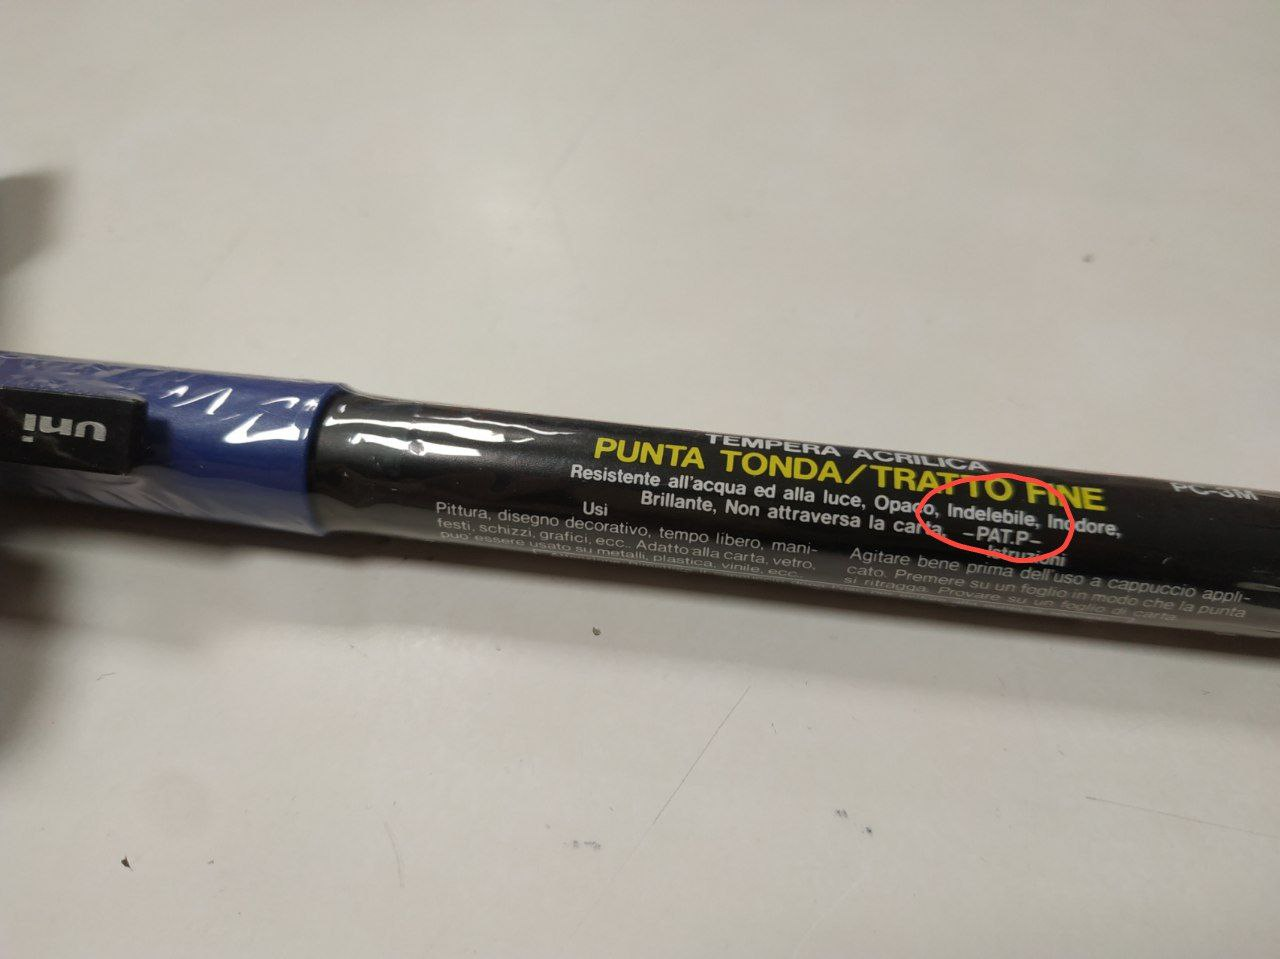 uni
TEMPERA ACRILICA
PUNTA TONDA/TRATTO FINE
PC-3M
Resistente all'acqua ed alla luce, Opaco, Indelebile, Inodore,
Brillante, Non attraversa la carta. -PAT.P-
Usi
Pittura, disegno decorativo, tempo libero, mani-
festi, schizzi, grafici, ecc. Adatto alla carta, vetro,
puo' essere usato su metalli, plastica, vinile, ecc.
Istruzioni
Agitare bene prima dell'uso a cappuccio appli-
cato. Premere su un foglio in modo che la punta
si ritragga. Provare su un foglio di carta.